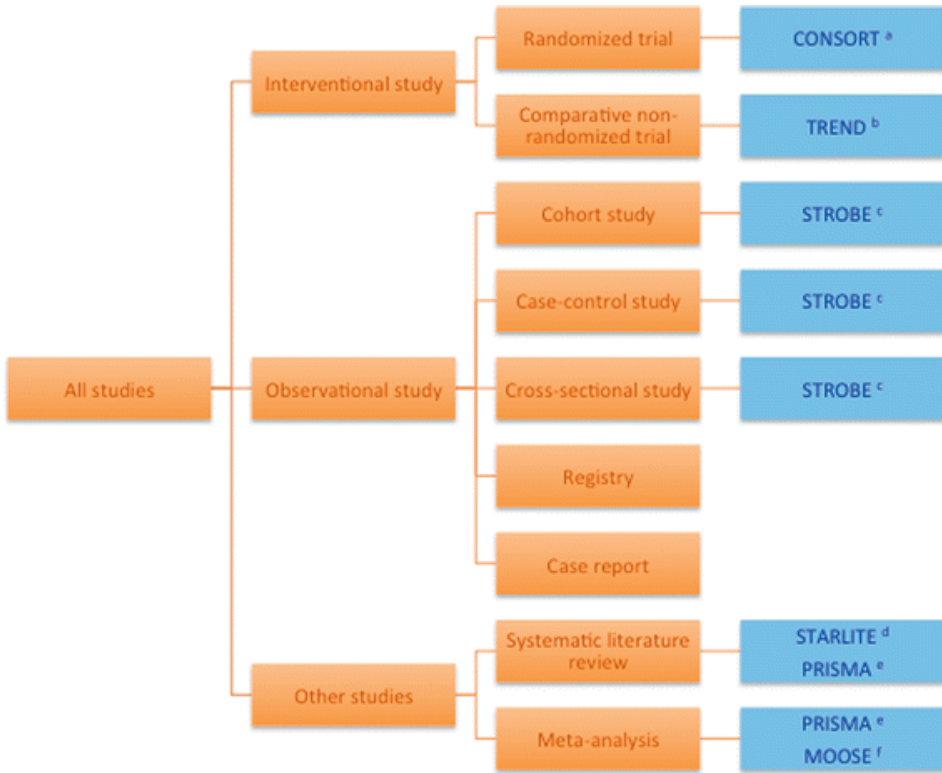 Randomized trial
CONSORT ᵃ
Interventional study
Comparative non-
randomized trial
TREND ᵇ
Cohort study
STROBE ᶜ
Case-control study
STROBE ᶜ
All studies
Observational study
Cross-sectional study
STROBE ᶜ
Registry
Case report
Systematic literature
review
STARLITE ᵈ
PRISMA ᵉ
Other studies
Meta-analysis
PRISMA ᵉ
MOOSE ᶠ